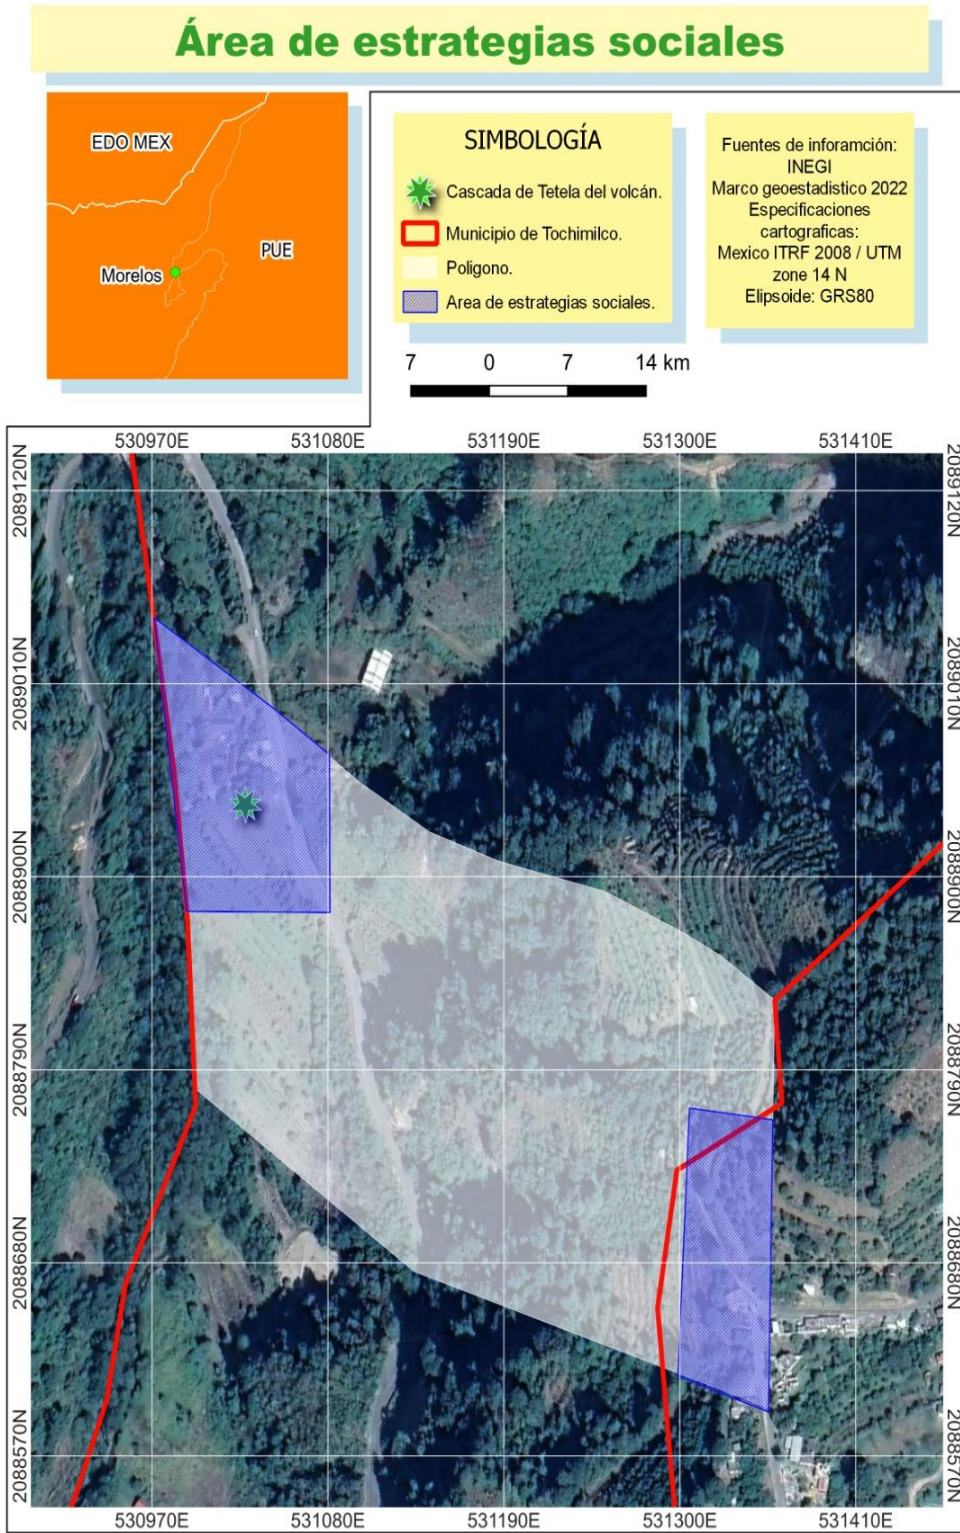 Área de estrategias sociales
EDO MEX
PUE
Morelos
SIMBOLOGÍA
Cascada de Tetela del volcán.
Municipio de Tochimilco.
Poligono.
Area de estrategias sociales.
Fuentes de inforamción:
INEGI
Marco geoestadistico 2022
Especificaciones
cartograficas:
Mexico ITRF 2008 / UTM
zone 14 N
Elipsoide: GRS80
7 0 7 14 km
530970E 531080E 531190E 531300E 531410E
2089120N 2089120N
2089010N 2089010N
2088900N 2088900N
2088790N 2088790N
2088680N 2088680N
2088570N 2088570N
530970E 531080E 531190E 531300E 531410E